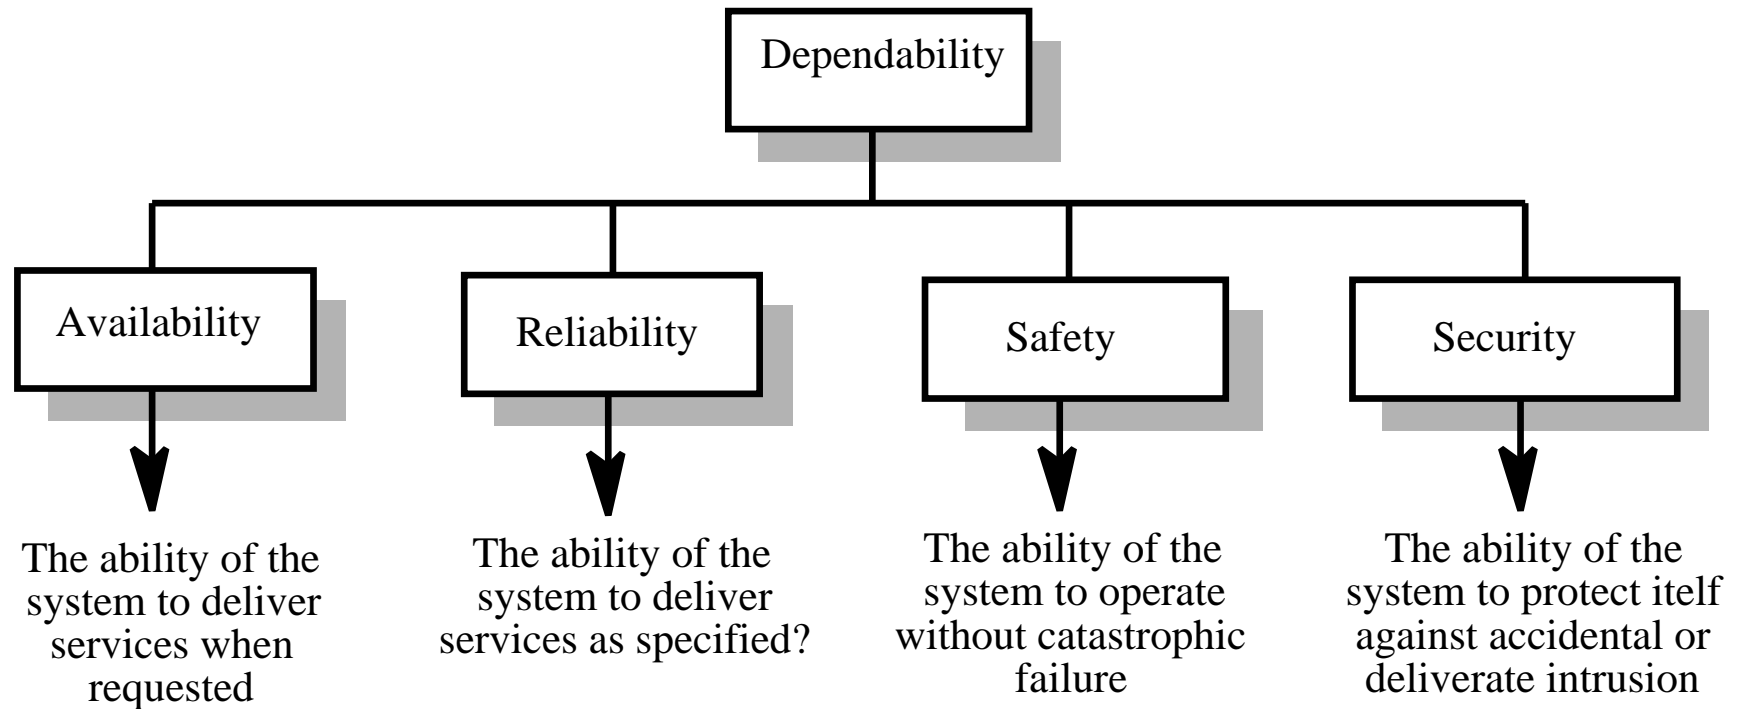 Dependability
Availability
Reliability
Safety
Security
The ability of the
system to deliver
services when
requested
The ability of the
system to deliver
services as specified?
The ability of the
system to operate
without catastrophic
failure
The ability of the
system to protect itelf
against accidental or
deliverate intrusion